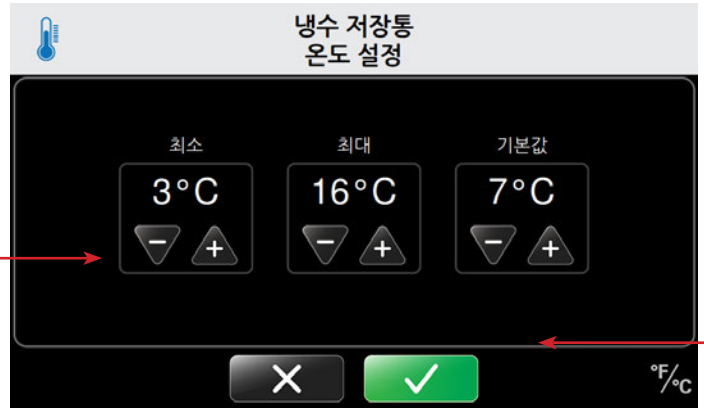 냉수 저장통
온도 설정
최소 최대 기본값
3°C 16°C 7°C
− + − + − +
°F/°C